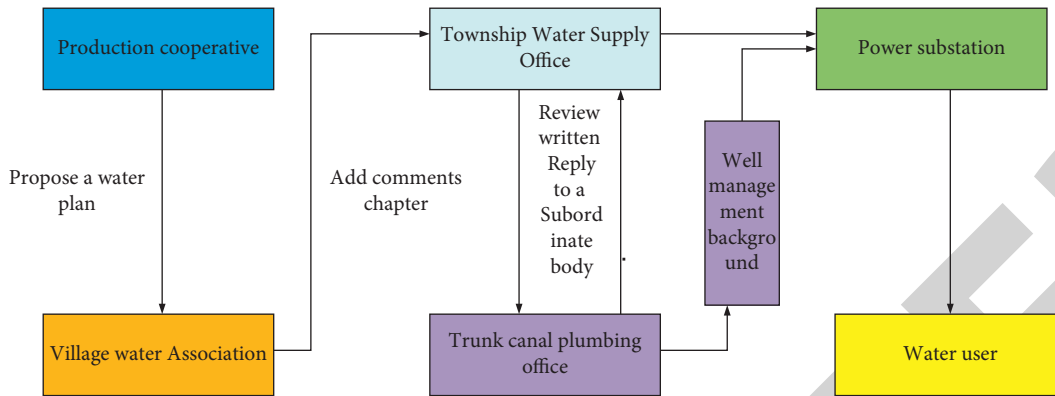 Production cooperative
Township Water Supply
Office
Power substation
Propose a water
plan
Add comments
chapter
Review
written
Reply
to a
Subord
inate
body
Well
manage
ment
backgro
und
Village water Association
Trunk canal plumbing
office
Water user